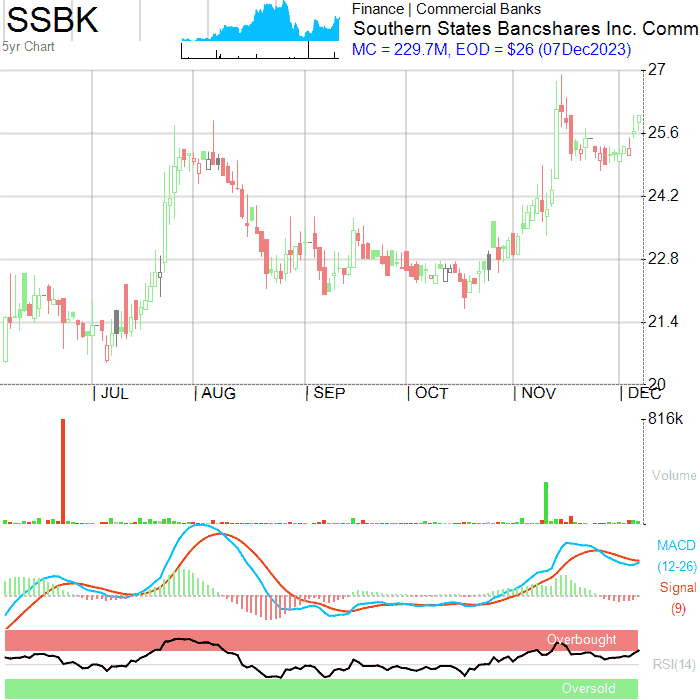 SSBK
5yr Chart
Finance | Commercial Banks
Southern States Bancshares Inc. Comm
MC = 229.7M, EOD = $26 (07Dec2023)
27
25.6
24.2
22.8
21.4
20
JUL
AUG
SEP
OCT
NOV
DEC
816k
Volume
MACD
(12-26)
Signal
(9)
Overbought
RSI(14)
Oversold